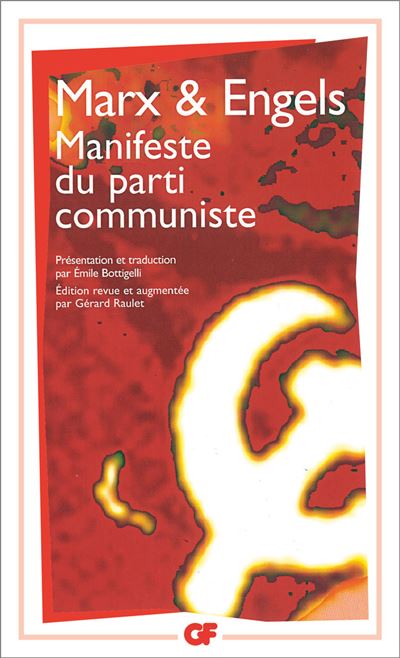 Marx & Engels
Manifeste
du parti
communiste
Présentation et traduction
par Émile Bottigelli
Édition revue et augmentée
par Gérard Raulet
GF